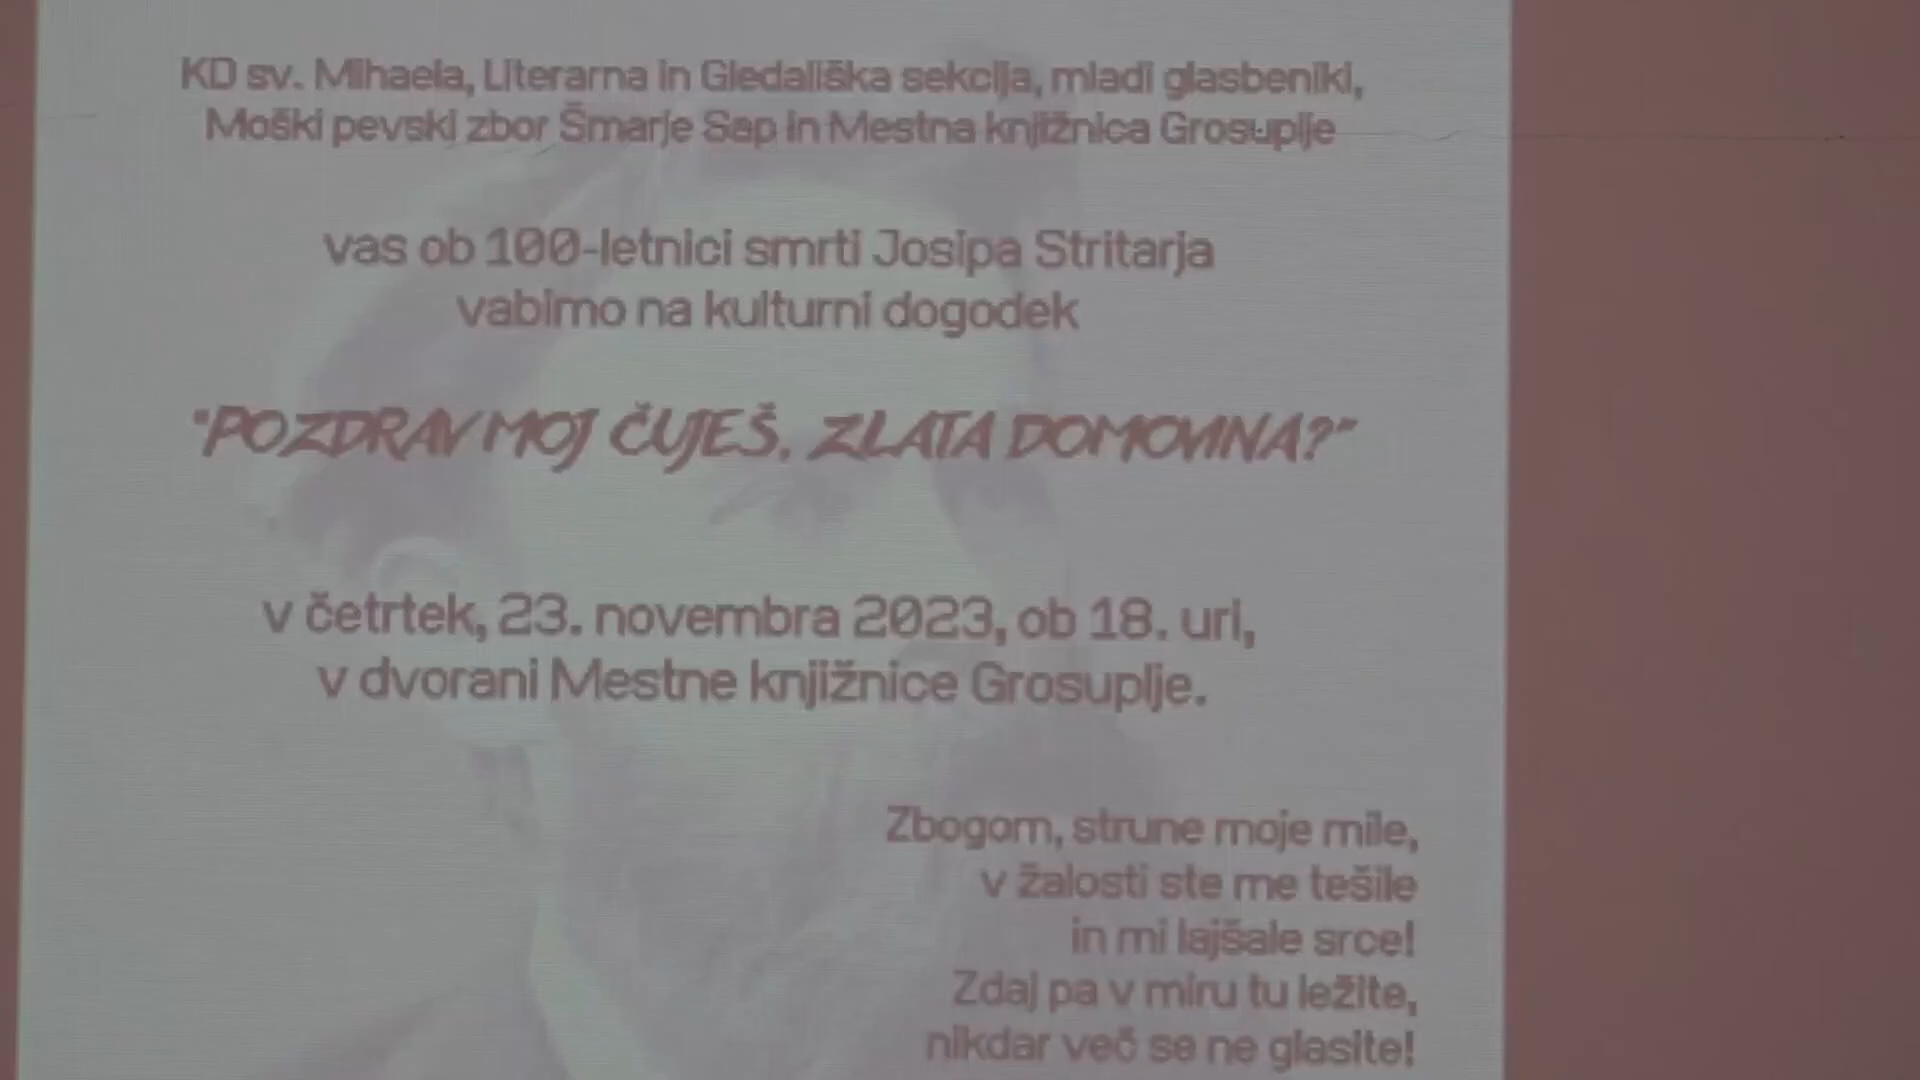 KD sv. Mihaela, Literarna in Gledališka sekcija, mladi glasbeniki,
Moški pevski zbor Šmarje Sap in Mestna knjižnica Grosuplje
vas ob 100-letnici smrti Josipa Stritarja
vabimo na kulturni dogodek
"POZDRAV MOJ ČUJEŠ, ZLATA DOMOVINA?"
v četrtek, 23. novembra 2023, ob 18. uri,
v dvorani Mestne knjižnice Grosuplje.
Zbogom, strune moje mile,
v žalosti ste me tešile
in mi lajšale srce!
Zdaj pa v miru tu ležite,
nikdar več se ne glasite!